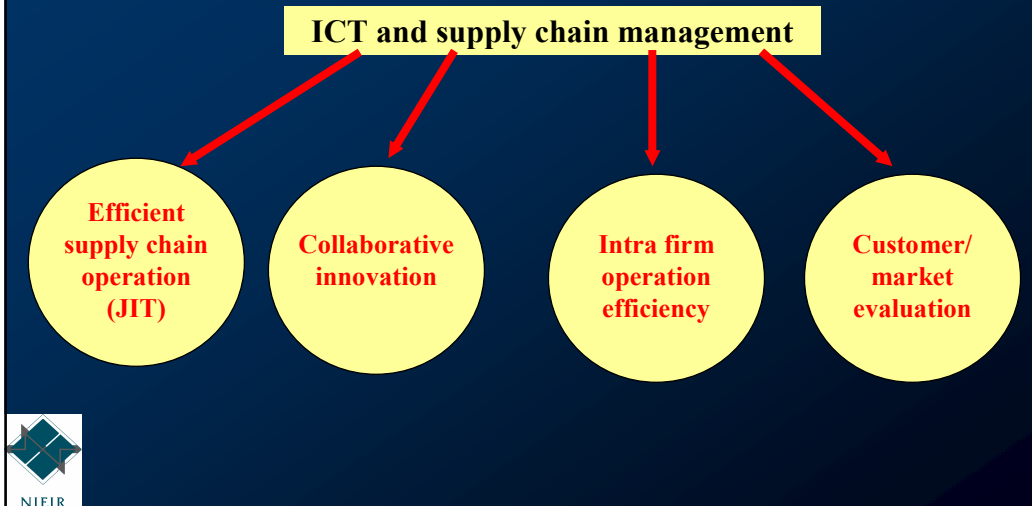 ICT and supply chain management
Efficient
supply chain
operation
(JIT)
Collaborative
innovation
Intra firm
operation
efficiency
Customer/
market
evaluation
NIFIR